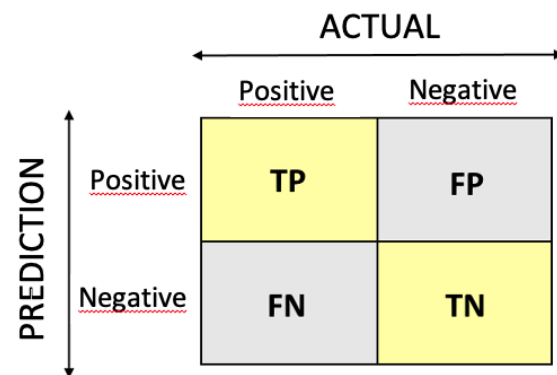 ACTUAL
Positive Negative
PREDICTION
Positive TP FP
Negative FN TN